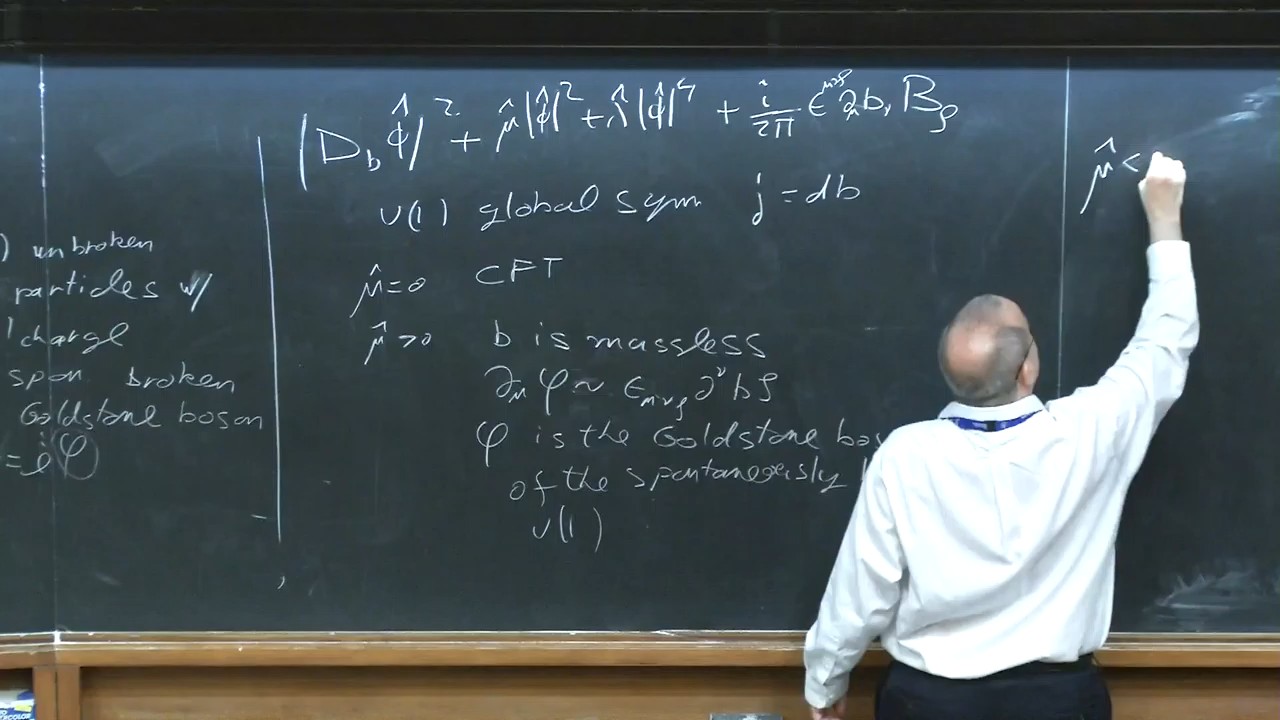 ) unbroken
particles w/
1 charge
spon broken
Goldstone boson
= e^{iφ}
|D_b φ̂|² + μ̂|φ̂|² + λ̂|φ̂|⁴ + i/2π ε^{μνρ} ∂_μ b_ν B_ρ
U(1) global sym j = db
μ̂=0 CFT
μ̂>0 b is massless
∂_μ φ ~ ε_{μνρ} ∂^ν b^ρ
φ is the Goldstone bos
of the spontaneously
U(1)
μ̂ <